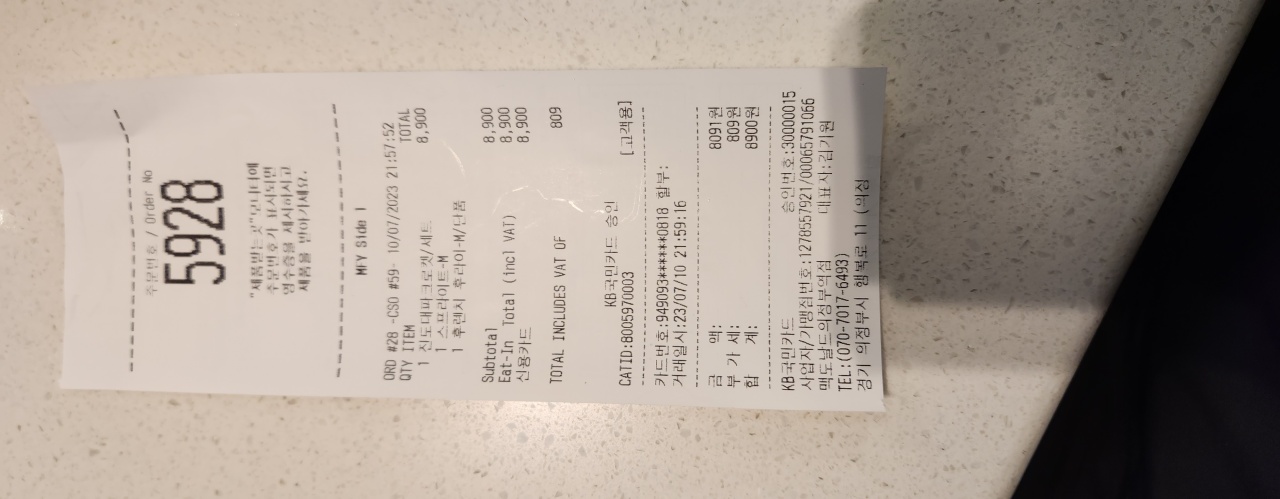 주문번호 / Order No
5928
"제품받는곳"모니터에
주문번호가 표시되면
영수증을 제시하시고
제품을 받아가세요.
MFY Side 1
ORD #28 -CSO #59- 10/07/2023 21:57:52
QTY ITEM TOTAL
1 진도대파크로켓/세트 8,900
1 스프라이트-M
1 후렌치 후라이-M/단품
Subtotal 8,900
Eat-In Total (incl VAT) 8,900
신용카드 8,900
TOTAL INCLUDES VAT OF 809
KB국민카드 승인
CATID:8005970003 [고객용]
카드번호:949093******0818 할부:
거래일시:23/07/10 21:59:16
금 액: 8091원
부 가 세: 809원
합 계: 8900원
KB국민카드 승인번호:30000015
사업자/가맹점번호:1278557921/00065791066
맥도날드의정부역점 대표자:김기원
TEL:(070-7017-6493)
경기 의정부시 행복로 11 (의정